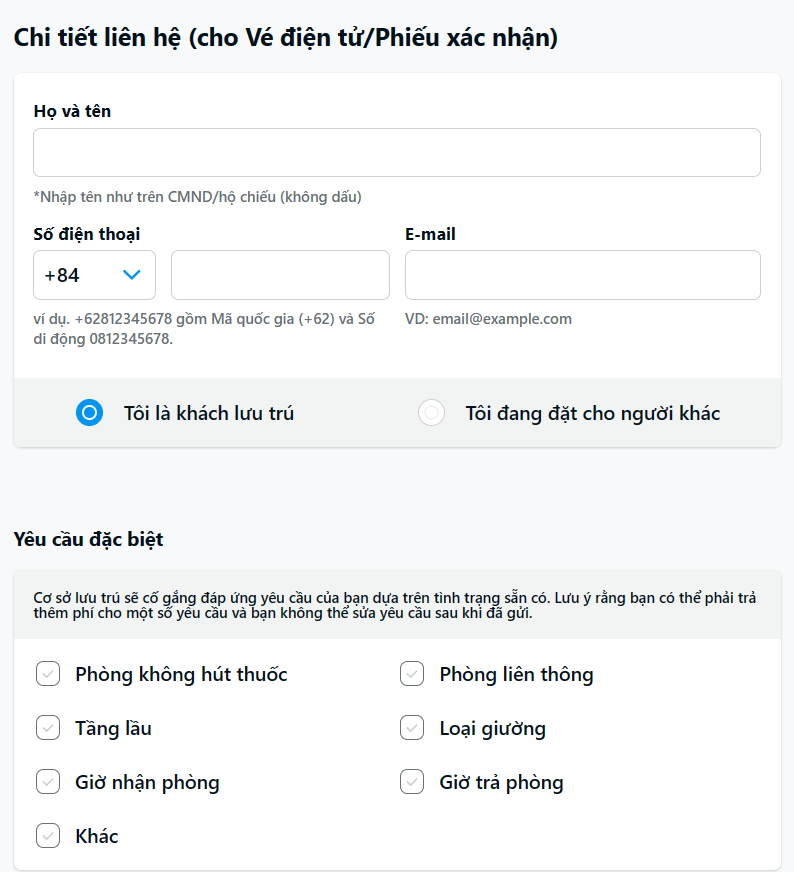 Chi tiết liên hệ (cho Vé điện tử/Phiếu xác nhận)
Họ và tên
*Nhập tên như trên CMND/hộ chiếu (không dấu)
Số điện thoại
E-mail
+84
ví dụ. +62812345678 gồm Mã quốc gia (+62) và Số
di động 0812345678.
VD: email@example.com
Tôi là khách lưu trú
Tôi đang đặt cho người khác
Yêu cầu đặc biệt
Cơ sở lưu trú sẽ cố gắng đáp ứng yêu cầu của bạn dựa trên tình trạng sẵn có. Lưu ý rằng bạn có thể phải trả
thêm phí cho một số yêu cầu và bạn không thể sửa yêu cầu sau khi đã gửi.
Phòng không hút thuốc
Phòng liên thông
Tầng lầu
Loại giường
Giờ nhận phòng
Giờ trả phòng
Khác